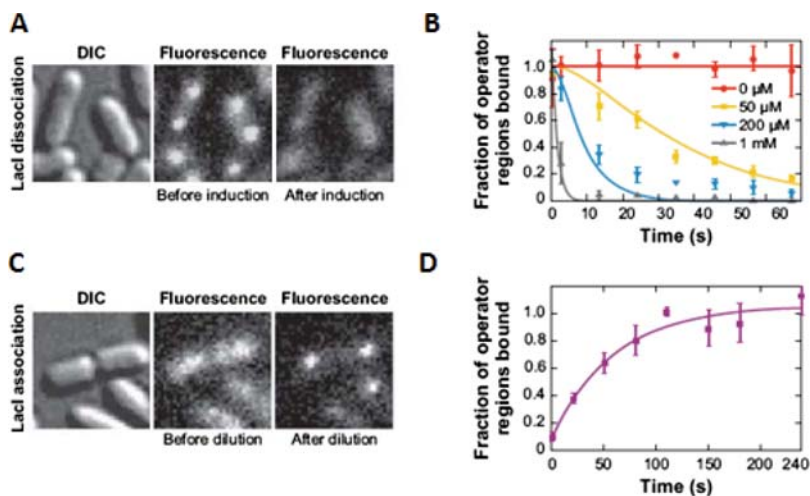 A
DIC
Fluorescence
Fluorescence
LacI dissociation
Before induction
After induction
B
Fraction of operator
regions bound
1.0
0.8
0.6
0.4
0.2
0
0 µM
50 µM
200 µM
1 mM
0 10 20 30 40 50 60
Time (s)
C
DIC
Fluorescence
Fluorescence
LacI association
Before dilution
After dilution
D
Fraction of operator
regions bound
1.0
0.8
0.6
0.4
0.2
0
0 50 100 150 200 240
Time (s)